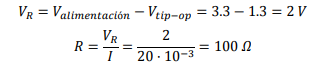 V_R = V_alimentación − V_tip−op = 3.3 − 1.3 = 2 V
R = V_R / I = 2 / 20 · 10^−3 = 100 Ω